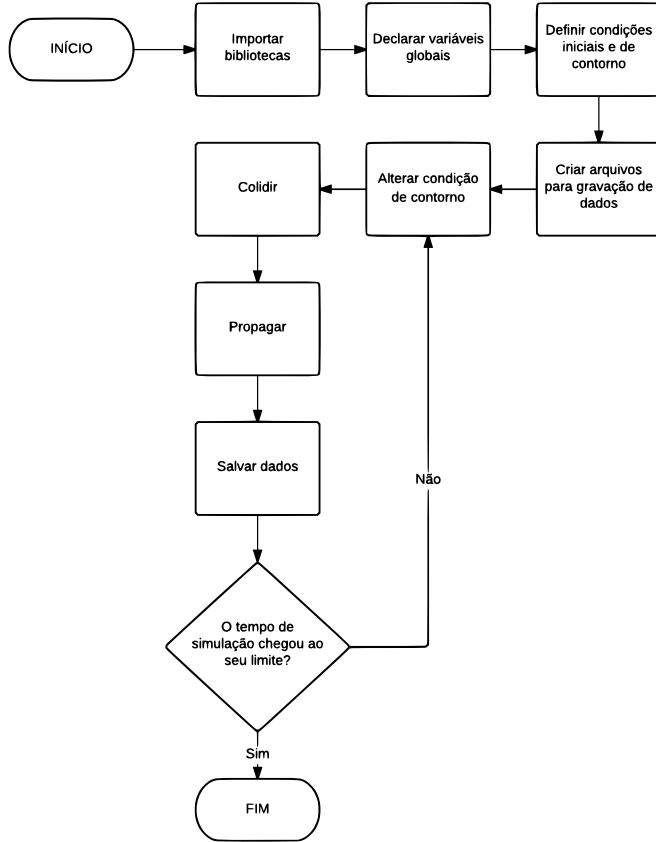 INÍCIO
Importar
bibliotecas
Declarar variáveis
globais
Definir condições
iniciais e de
contorno
Criar arquivos
para gravação de
dados
Alterar condição
de contorno
Colidir
Propagar
Salvar dados
O tempo de
simulação chegou ao
seu limite?
Não
Sim
FIM